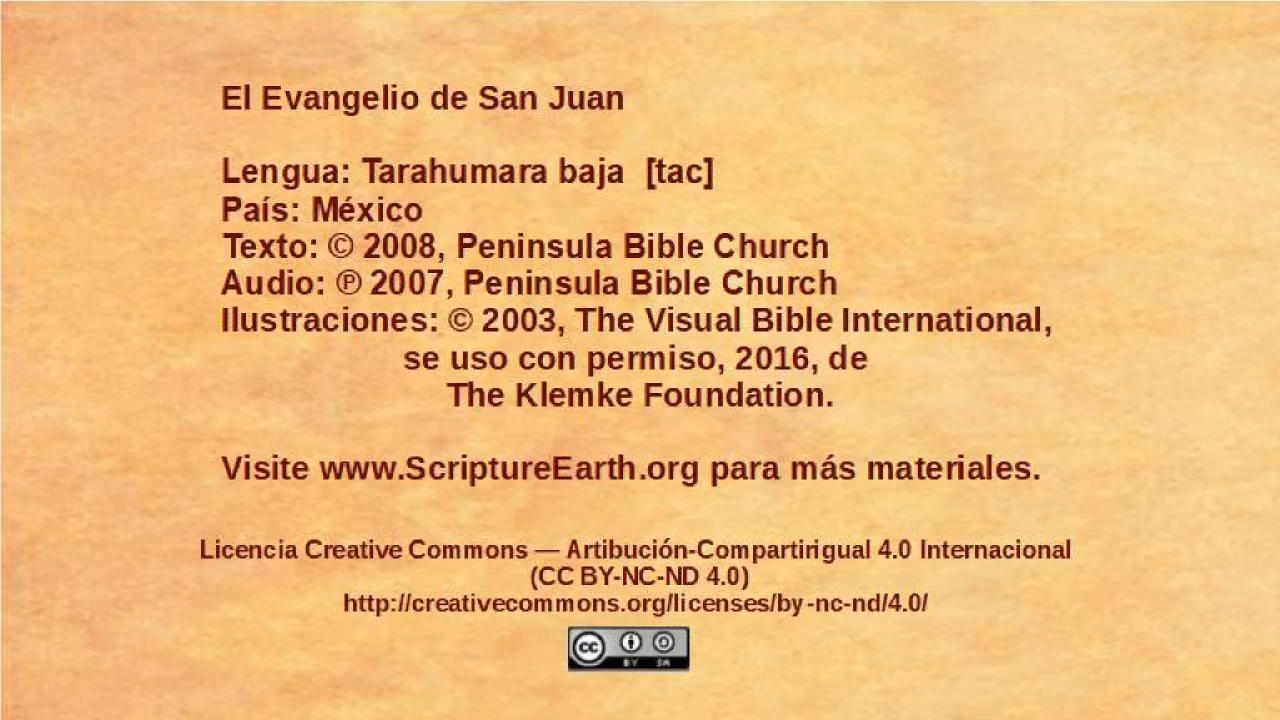 El Evangelio de San Juan
Lengua: Tarahumara baja [tac]
País: México
Texto: © 2008, Peninsula Bible Church
Audio: ℗ 2007, Peninsula Bible Church
Ilustraciones: © 2003, The Visual Bible International,
se uso con permiso, 2016, de
The Klemke Foundation.
Visite www.ScriptureEarth.org para más materiales.
Licencia Creative Commons — Artibución-Compartirigual 4.0 Internacional
(CC BY-NC-ND 4.0)
http://creativecommons.org/licenses/by-nc-nd/4.0/
cc BY SA